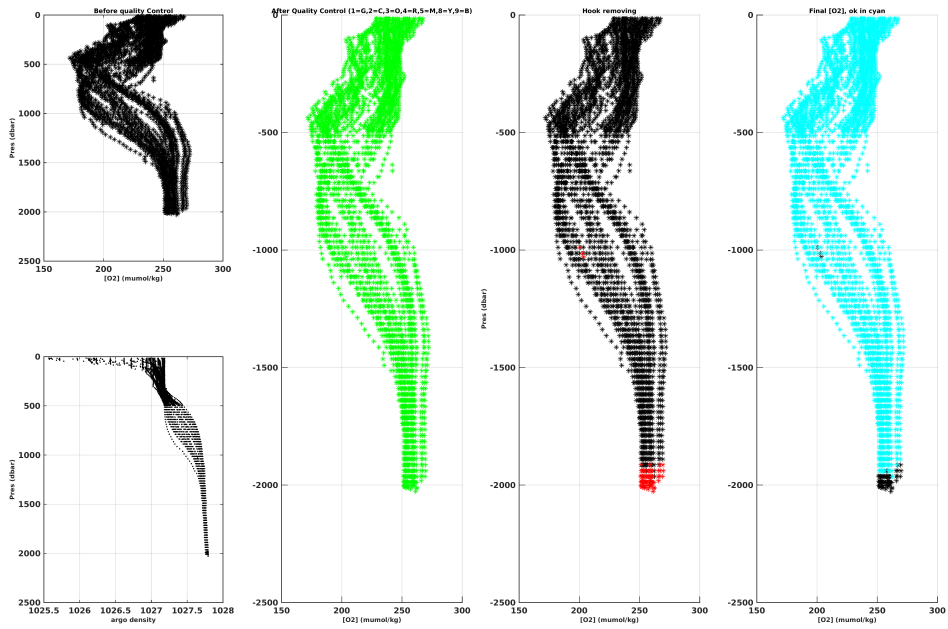 Before quality Control
0
500
1000
1500
2000
2500
150 200 250 300
Pres (dbar)
[O2] (mumol/kg)
0
500
1000
1500
2000
2500
1025.5 1026 1026.5 1027 1027.5 1028
Pres (dbar)
argo density
After Quality Control (1=G,2=C,3=O,4=R,5=M,8=Y,9=B)
0
-500
-1000
-1500
-2000
-2500
150 200 250 300
[O2] (mumol/kg)
Hook removing
0
-500
-1000
-1500
-2000
-2500
150 200 250 300
Pres (dbar)
[O2] (mumol/kg)
Final [O2], ok in cyan
0
-500
-1000
-1500
-2000
-2500
150 200 250 300
[O2] (mumol/kg)